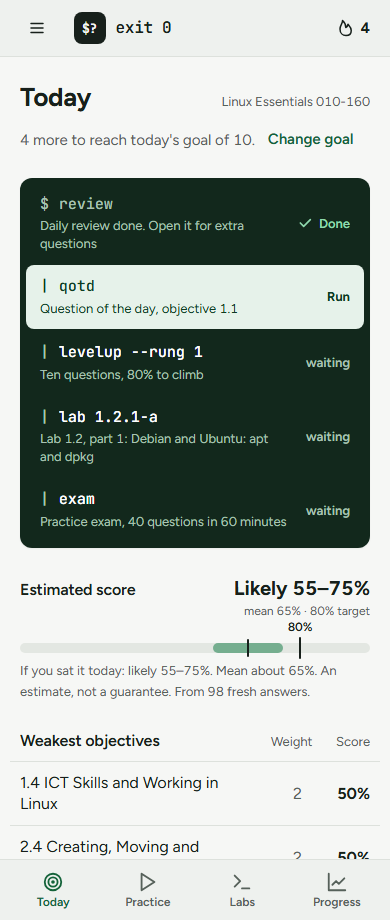 $? exit 0 4
Today Linux Essentials 010-160
4 more to reach today's goal of 10. Change goal
$ review
Daily review done. Open it for extra
questions
Done
| qotd
Question of the day, objective 1.1
Run
| levelup --rung 1
Ten questions, 80% to climb
waiting
| lab 1.2.1-a
Lab 1.2, part 1: Debian and Ubuntu: apt
and dpkg
waiting
| exam
Practice exam, 40 questions in 60 minutes
waiting
Estimated score Likely 55–75%
mean 65% · 80% target
80%
If you sat it today: likely 55–75%. Mean about 65%. An
estimate, not a guarantee. From 98 fresh answers.
Weakest objectives Weight Score
1.4 ICT Skills and Working in
Linux
2 50%
2.4 Creating, Moving and
2 50%
Today Practice Labs Progress